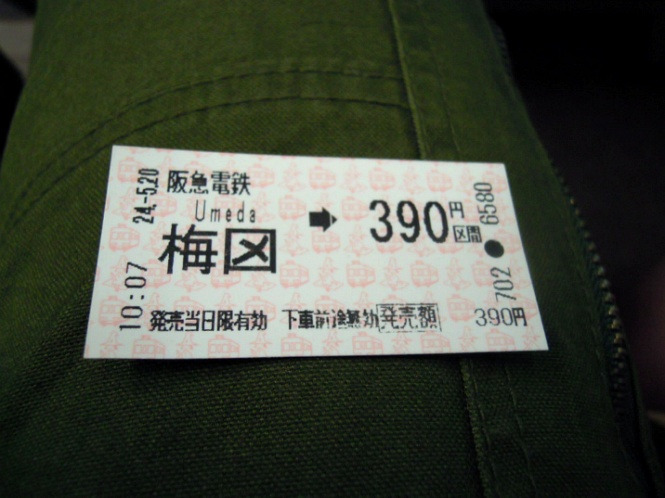 24.-5.20
10:07
阪急電鉄
Umeda
梅田
➡ 390円区間
発売当日限有効 下車前途無効 発売額 390円
702 ● 6580